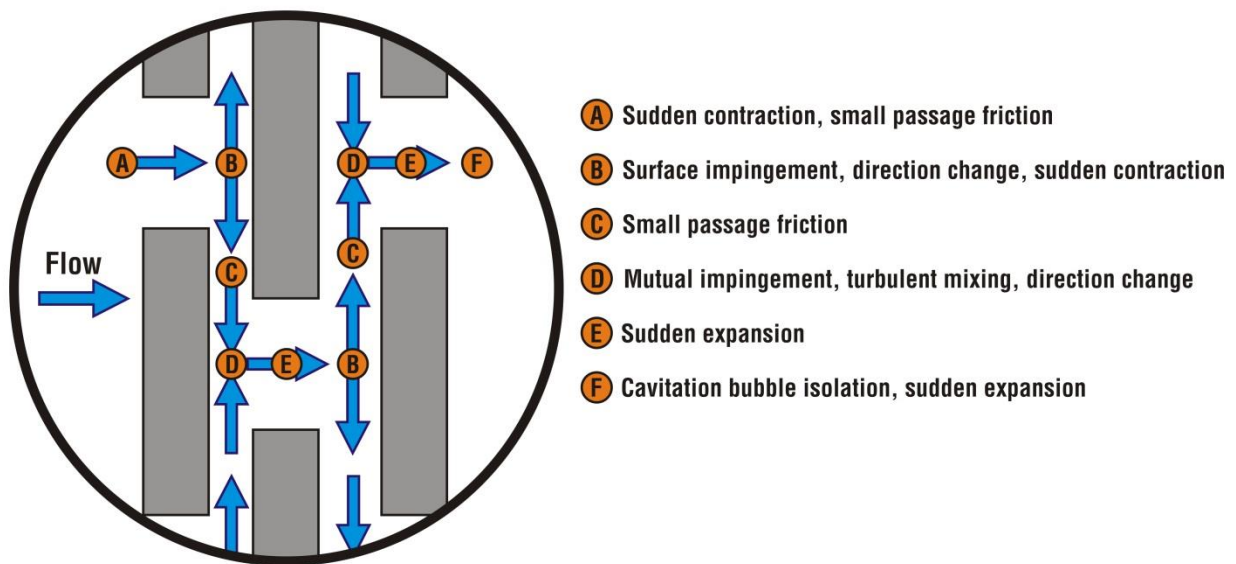 A Sudden contraction, small passage friction
B Surface impingement, direction change, sudden contraction
C Small passage friction
D Mutual impingement, turbulent mixing, direction change
E Sudden expansion
F Cavitation bubble isolation, sudden expansion
A B D E F
C C
Flow
D E B